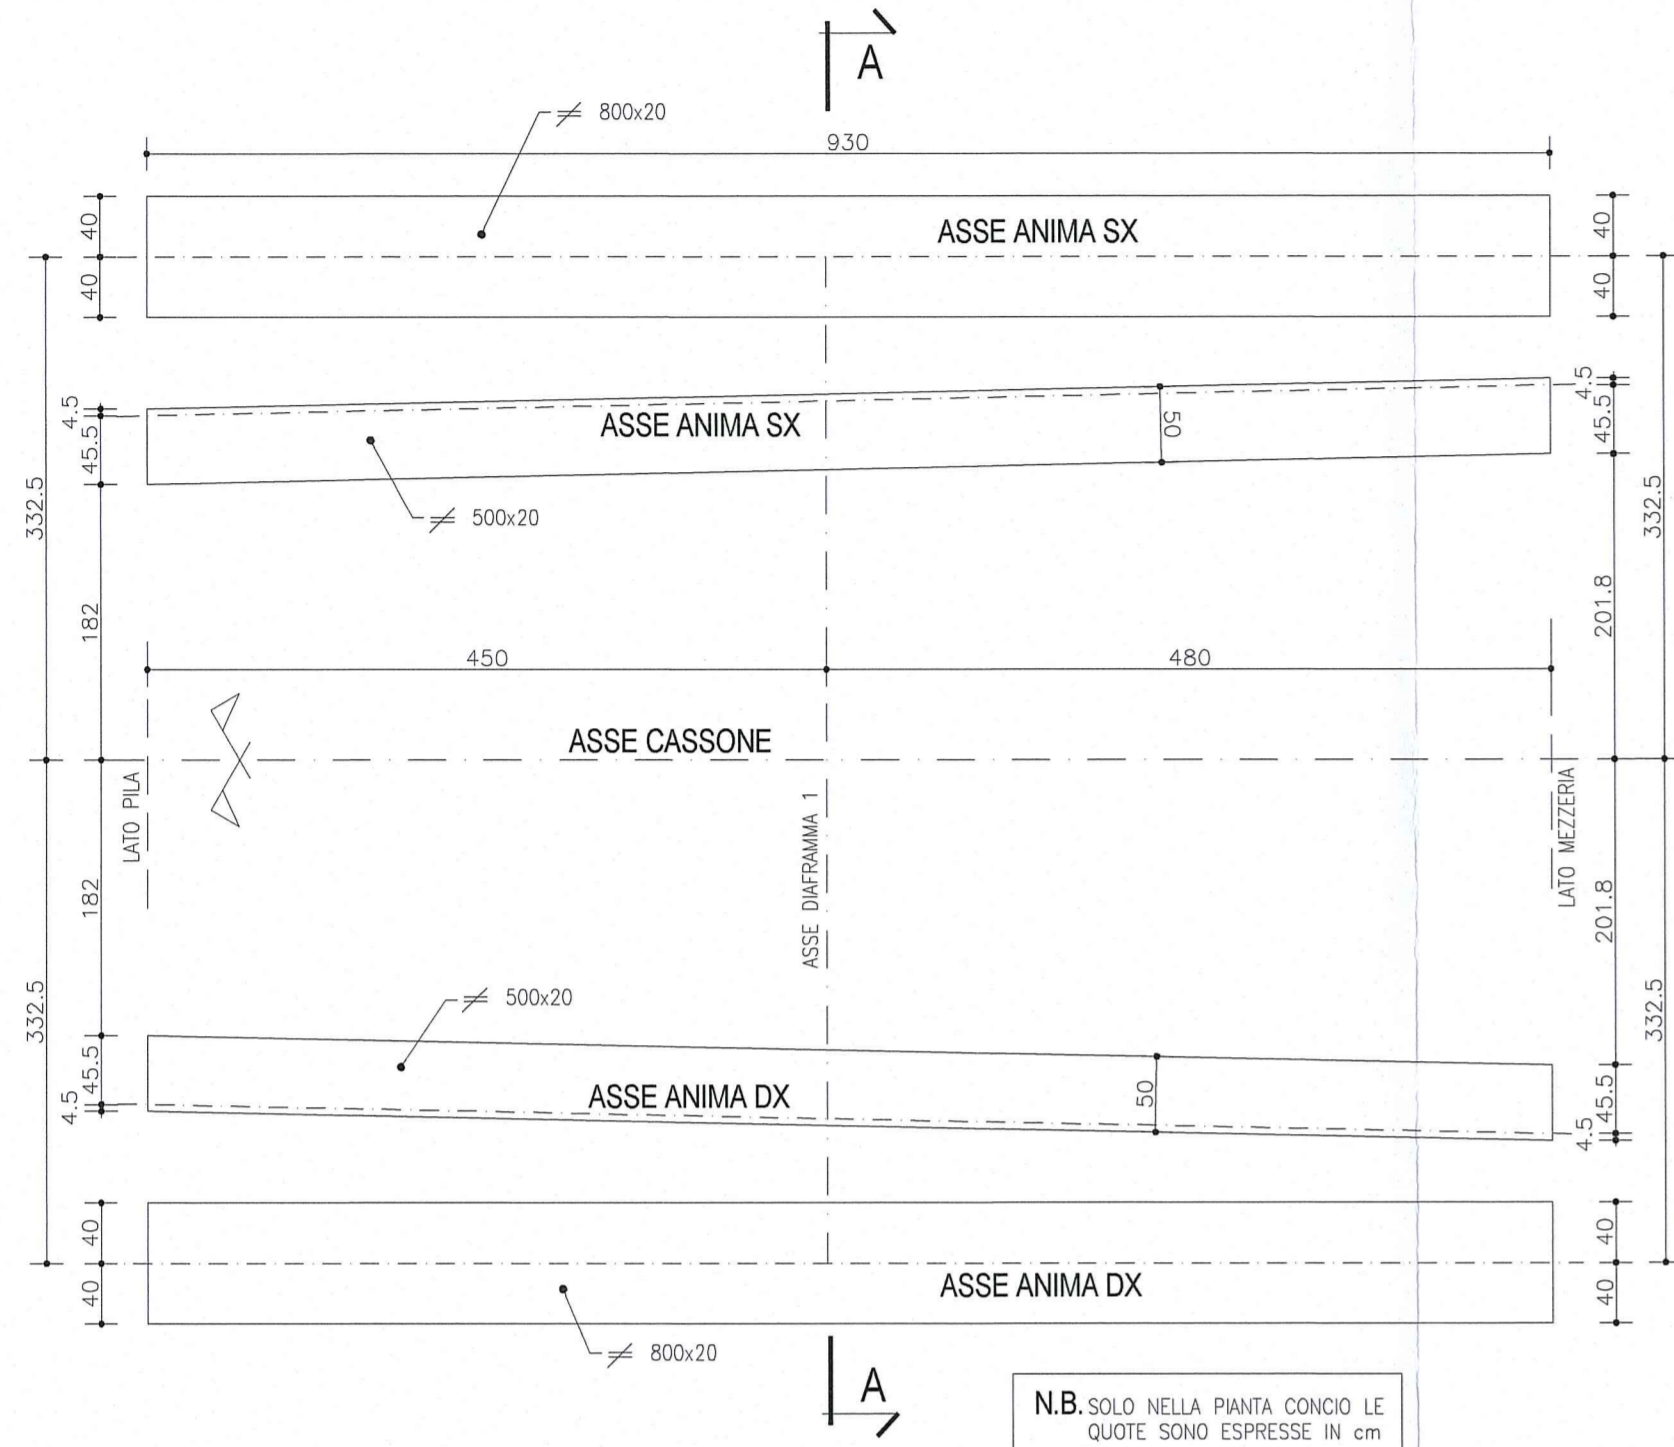 A
800x20
930
40
ASSE ANIMA SX
40
40
40
4.5
4.5
50
ASSE ANIMA SX
45.5
45.5
332.5
332.5
500x20
182
201.8
450
480
ASSE CASSONE
LATO PILA
ASSE DIAFRAMMA 1
LATO MEZZERIA
182
201.8
332.5
332.5
500x20
45.5
45.5
50
ASSE ANIMA DX
4.5
4.5
40
40
ASSE ANIMA DX
40
40
800x20
A
N.B. SOLO NELLA PIANTA CONCIO LE
QUOTE SONO ESPRESSE IN cm